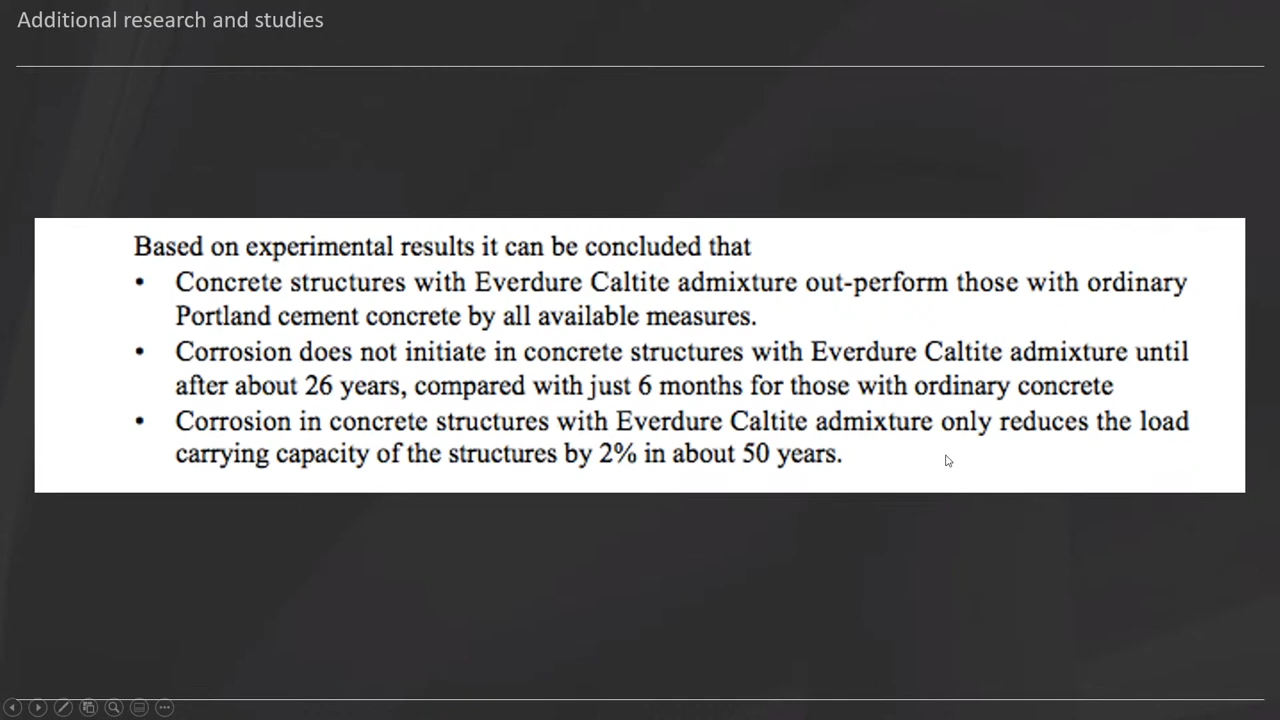 Additional research and studies
Based on experimental results it can be concluded that
• Concrete structures with Everdure Caltite admixture out-perform those with ordinary
Portland cement concrete by all available measures.
• Corrosion does not initiate in concrete structures with Everdure Caltite admixture until
after about 26 years, compared with just 6 months for those with ordinary concrete
• Corrosion in concrete structures with Everdure Caltite admixture only reduces the load
carrying capacity of the structures by 2% in about 50 years.